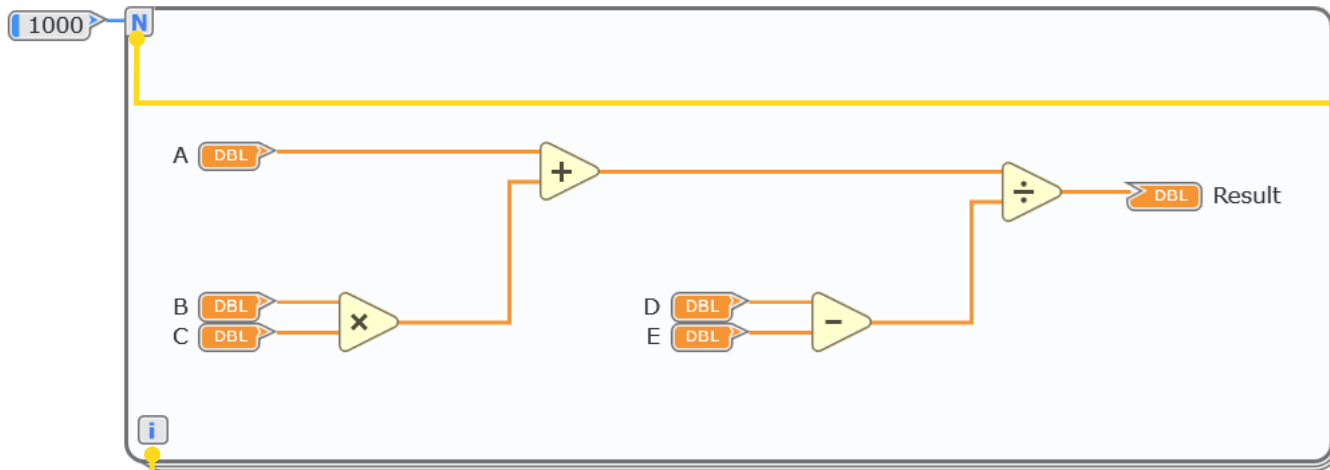 1000
N
A DBL
+
÷
DBL Result
B DBL
C DBL
×
D DBL
E DBL
−
i